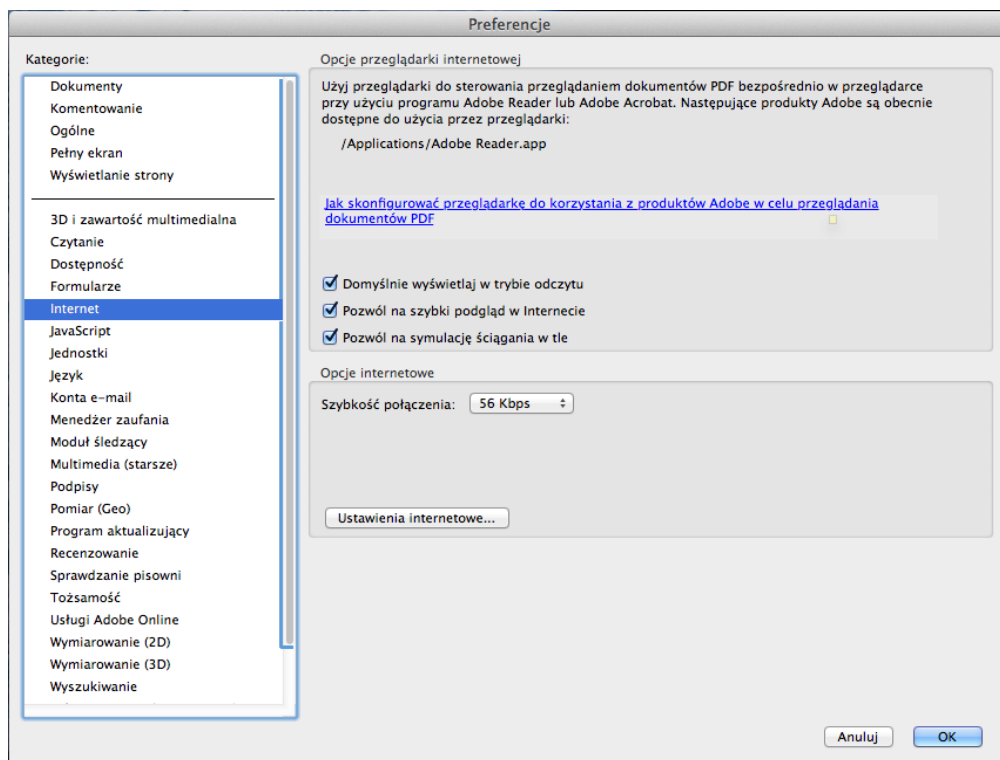 Preferencje
Kategorie:
Dokumenty
Komentowanie
Ogólne
Pełny ekran
Wyświetlanie strony
3D i zawartość multimedialna
Czytanie
Dostępność
Formularze
Internet
JavaScript
Jednostki
Język
Konta e-mail
Menedżer zaufania
Moduł śledzący
Multimedia (starsze)
Podpisy
Pomiar (Geo)
Program aktualizujący
Recenzowanie
Sprawdzanie pisowni
Tożsamość
Usługi Adobe Online
Wymiarowanie (2D)
Wymiarowanie (3D)
Wyszukiwanie
Opcje przeglądarki internetowej
Użyj przeglądarki do sterowania przeglądaniem dokumentów PDF bezpośrednio w przeglądarce
przy użyciu programu Adobe Reader lub Adobe Acrobat. Następujące produkty Adobe są obecnie
dostępne do użycia przez przeglądarki:
/Applications/Adobe Reader.app
Jak skonfigurować przeglądarkę do korzystania z produktów Adobe w celu przeglądania
dokumentów PDF
Domyślnie wyświetlaj w trybie odczytu
Pozwól na szybki podgląd w Internecie
Pozwól na symulację ściągania w tle
Opcje internetowe
Szybkość połączenia: 56 Kbps
Ustawienia internetowe...
Anuluj OK